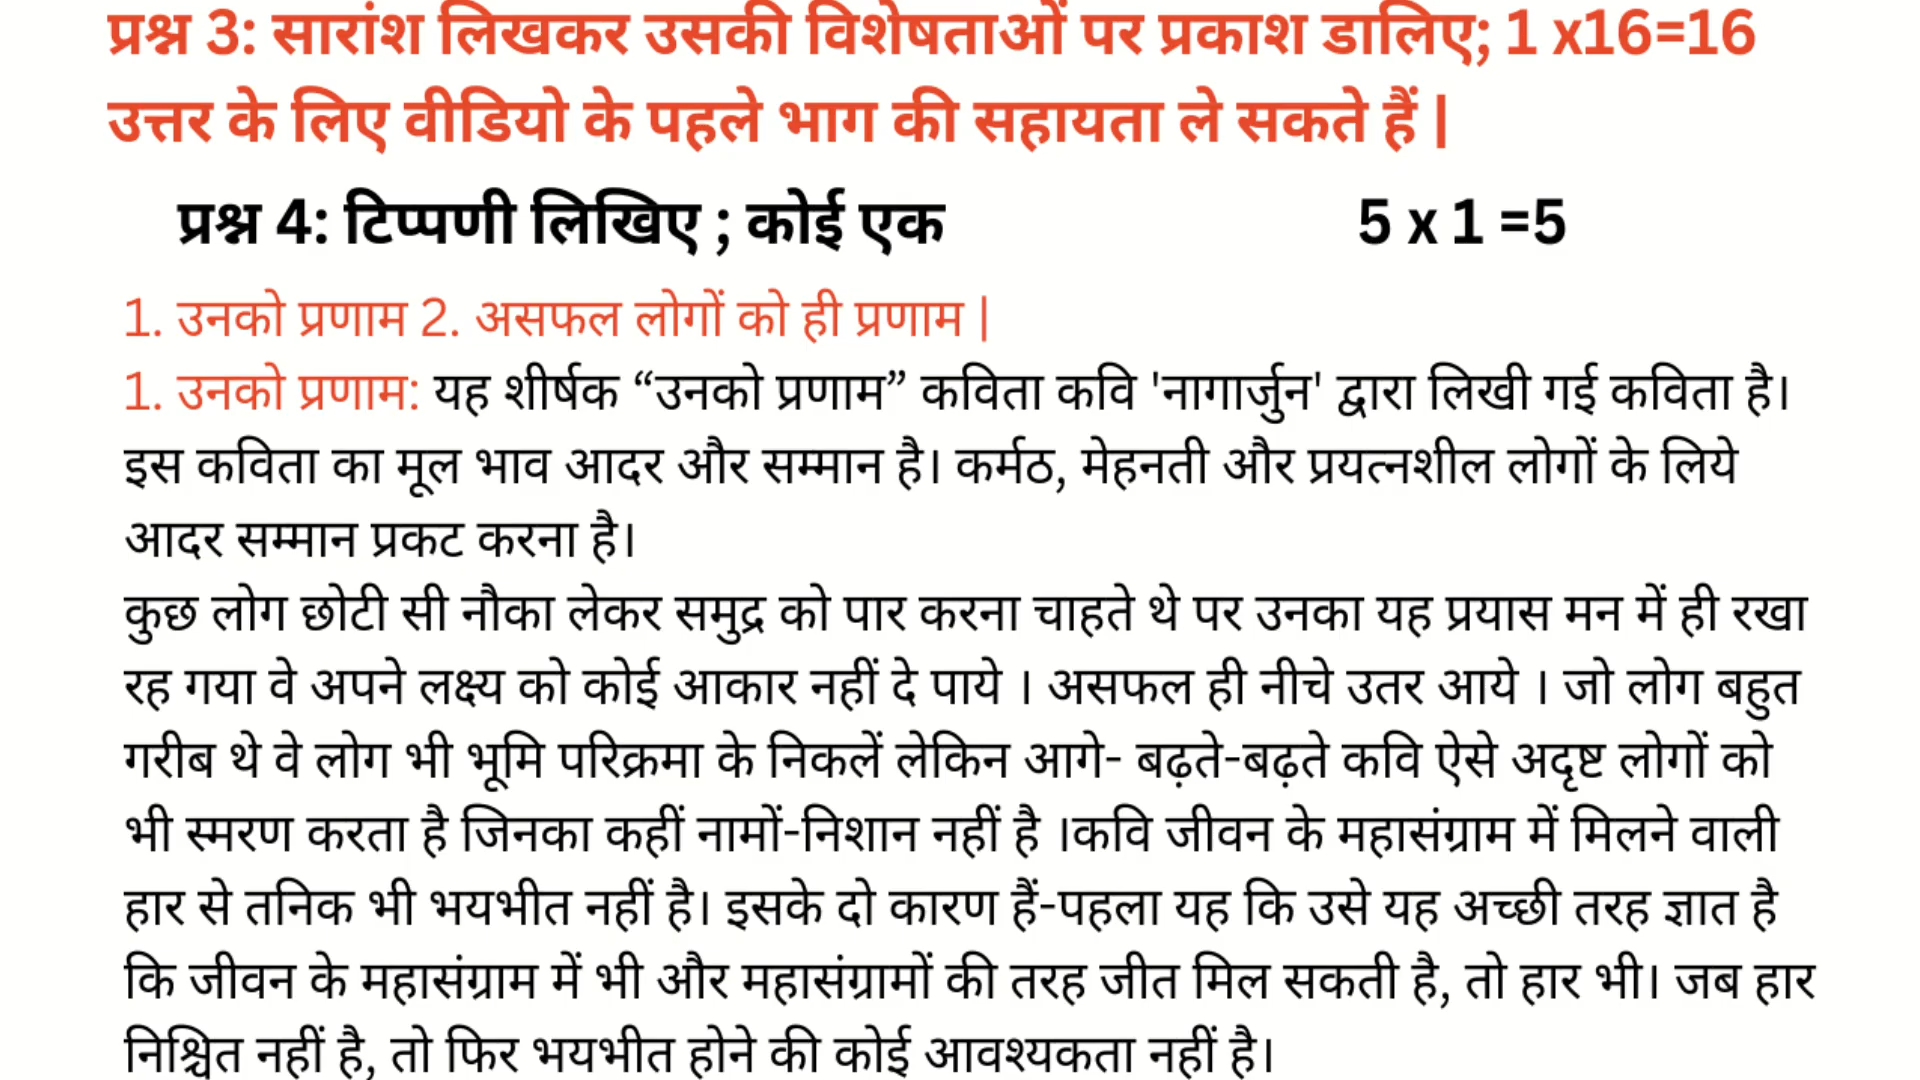 प्रश्न 3: सारांश लिखकर उसकी विशेषताओं पर प्रकाश डालिए; 1 x16=16
उत्तर के लिए वीडियो के पहले भाग की सहायता ले सकते हैं |
प्रश्न 4: टिप्पणी लिखिए ; कोई एक 5 x 1 =5
1. उनको प्रणाम 2. असफल लोगों को ही प्रणाम |
1. उनको प्रणाम: यह शीर्षक “उनको प्रणाम” कविता कवि 'नागार्जुन' द्वारा लिखी गई कविता है।
इस कविता का मूल भाव आदर और सम्मान है। कर्मठ, मेहनती और प्रयत्नशील लोगों के लिये
आदर सम्मान प्रकट करना है।
कुछ लोग छोटी सी नौका लेकर समुद्र को पार करना चाहते थे पर उनका यह प्रयास मन में ही रखा
रह गया वे अपने लक्ष्य को कोई आकार नहीं दे पाये । असफल ही नीचे उतर आये । जो लोग बहुत
गरीब थे वे लोग भी भूमि परिक्रमा के निकलें लेकिन आगे- बढ़ते-बढ़ते कवि ऐसे अदृष्ट लोगों को
भी स्मरण करता है जिनका कहीं नामों-निशान नहीं है ।कवि जीवन के महासंग्राम में मिलने वाली
हार से तनिक भी भयभीत नहीं है। इसके दो कारण हैं-पहला यह कि उसे यह अच्छी तरह ज्ञात है
कि जीवन के महासंग्राम में भी और महासंग्रामों की तरह जीत मिल सकती है, तो हार भी। जब हार
निश्चित नहीं है, तो फिर भयभीत होने की कोई आवश्यकता नहीं है।